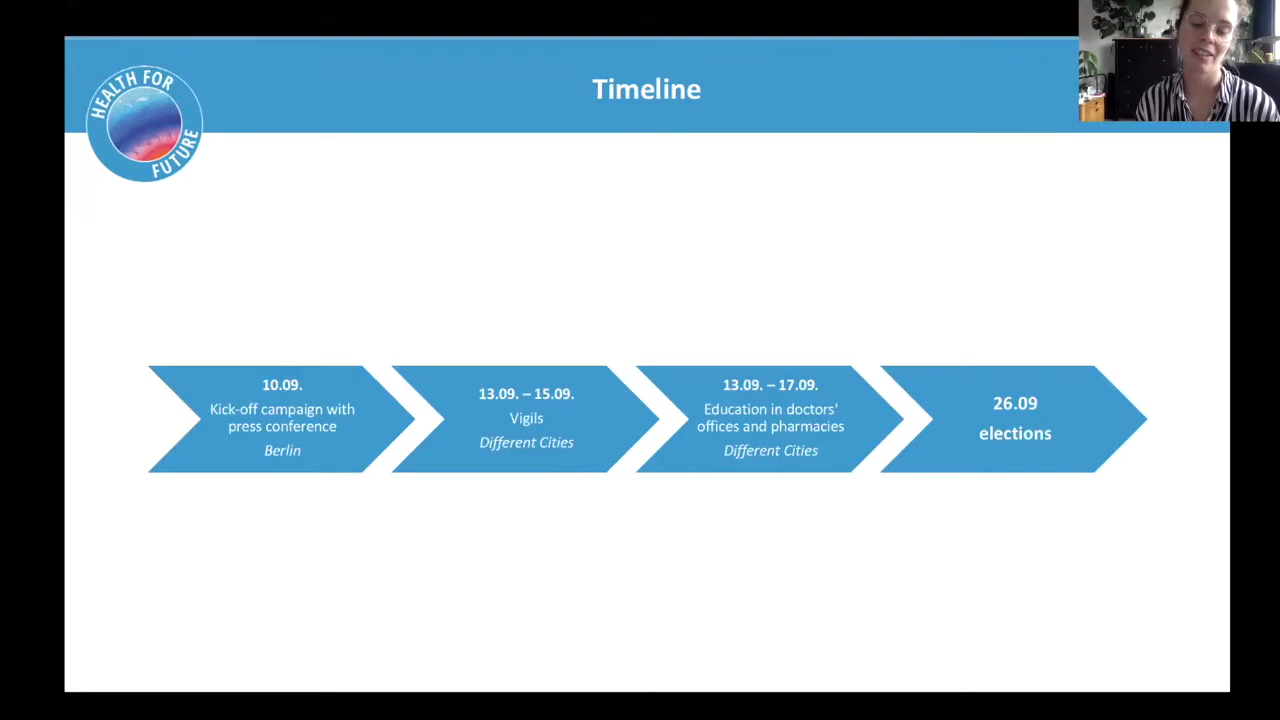 HEALTH FOR
FUTURE
Timeline
10.09.
Kick-off campaign with
press conference
Berlin
13.09. – 15.09.
Vigils
Different Cities
13.09. – 17.09.
Education in doctors'
offices and pharmacies
Different Cities
26.09
elections